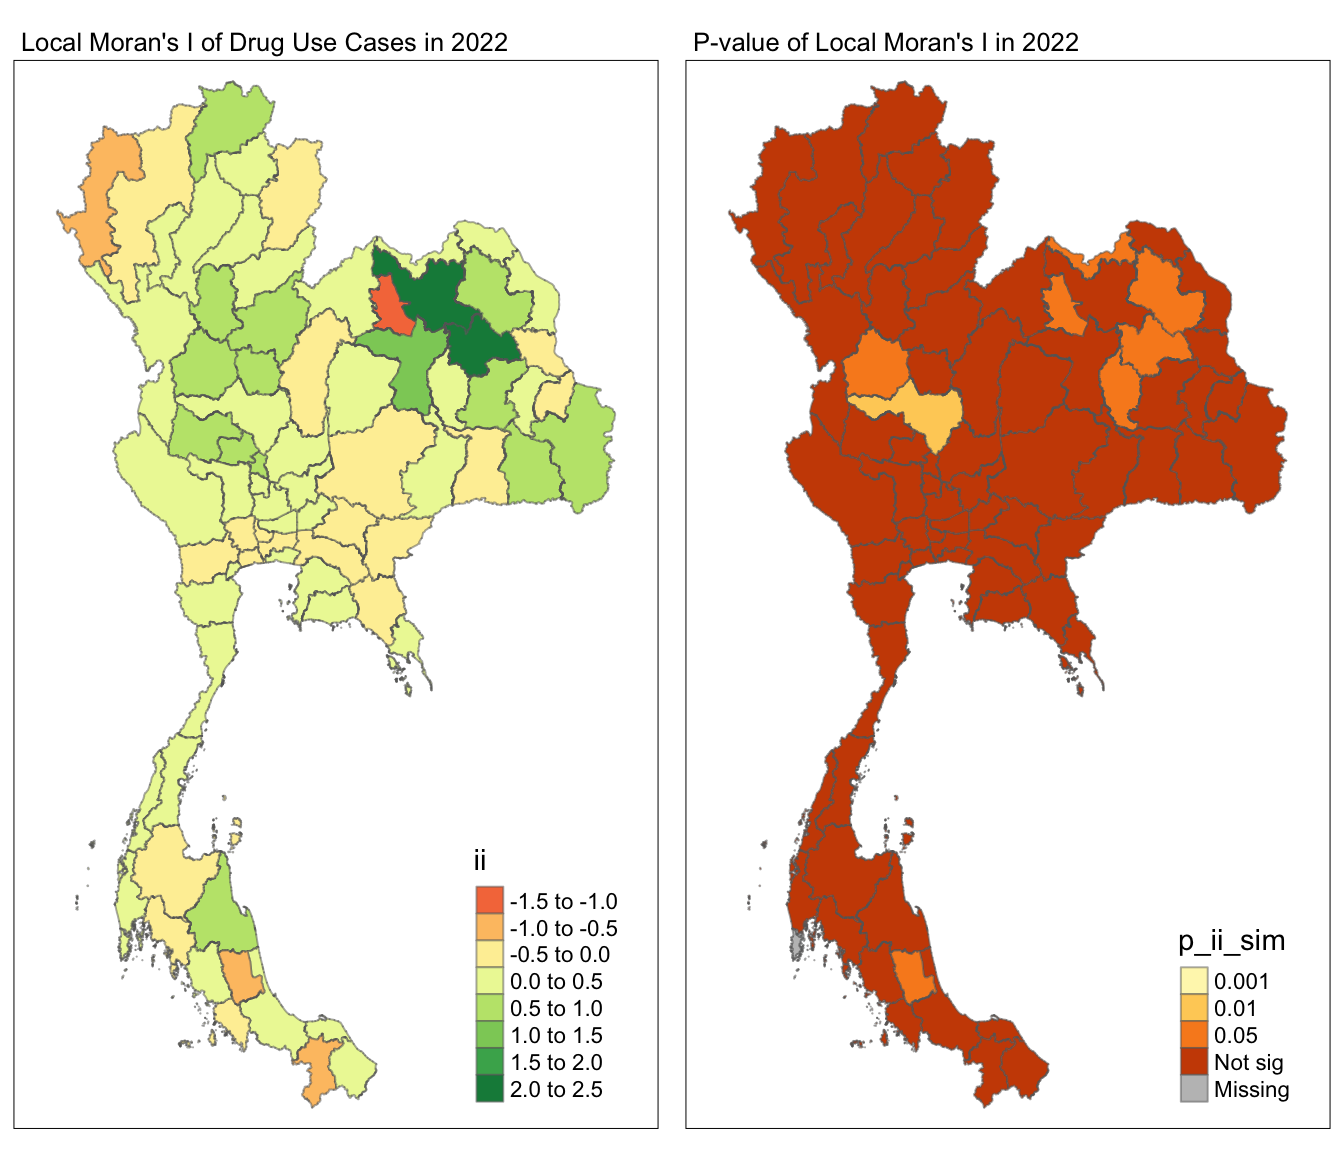 Local Moran's I of Drug Use Cases in 2022
P-value of Local Moran's I in 2022
ii
-1.5 to -1.0
-1.0 to -0.5
-0.5 to 0.0
0.0 to 0.5
0.5 to 1.0
1.0 to 1.5
1.5 to 2.0
2.0 to 2.5
p_ii_sim
0.001
0.01
0.05
Not sig
Missing